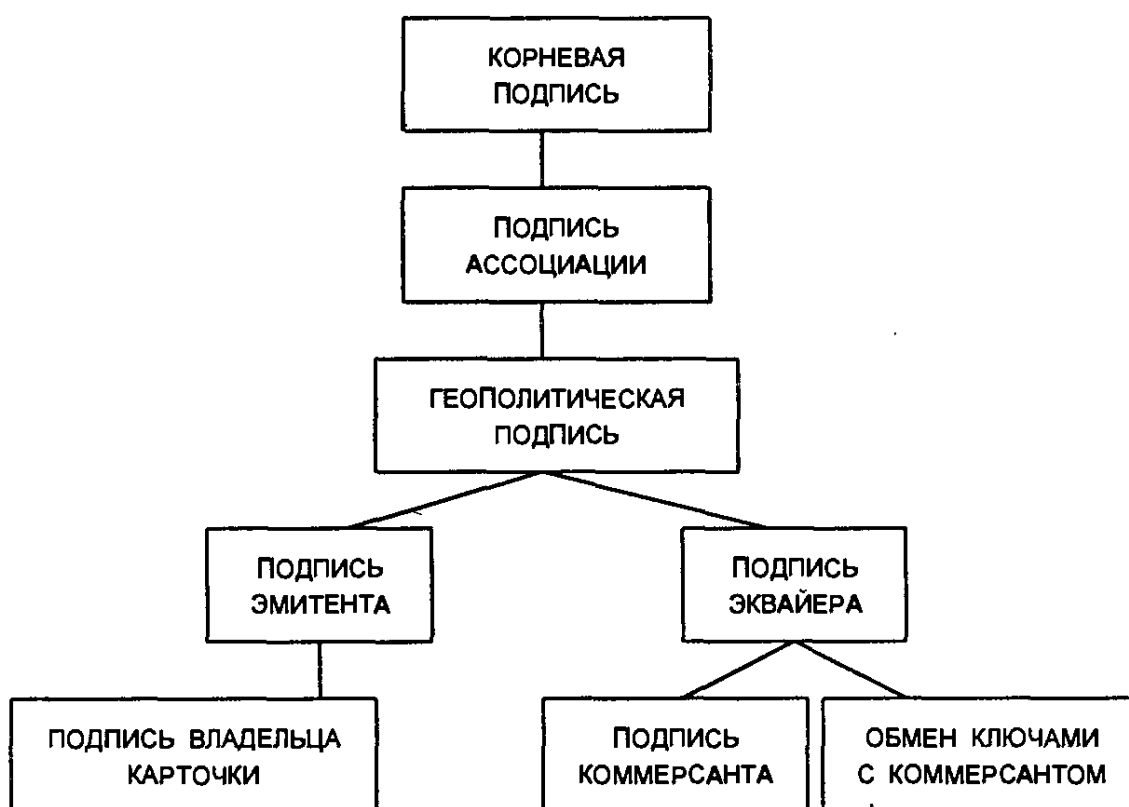 КОРНЕВАЯ
ПОДПИСЬ
ПОДПИСЬ
АССОЦИАЦИИ
ГЕОПОЛИТИЧЕСКАЯ
ПОДПИСЬ
ПОДПИСЬ
ЭМИТЕНТА
ПОДПИСЬ
ЭКВАЙЕРА
ПОДПИСЬ ВЛАДЕЛЬЦА
КАРТОЧКИ
ПОДПИСЬ
КОММЕРСАНТА
ОБМЕН КЛЮЧАМИ
С КОММЕРСАНТОМ